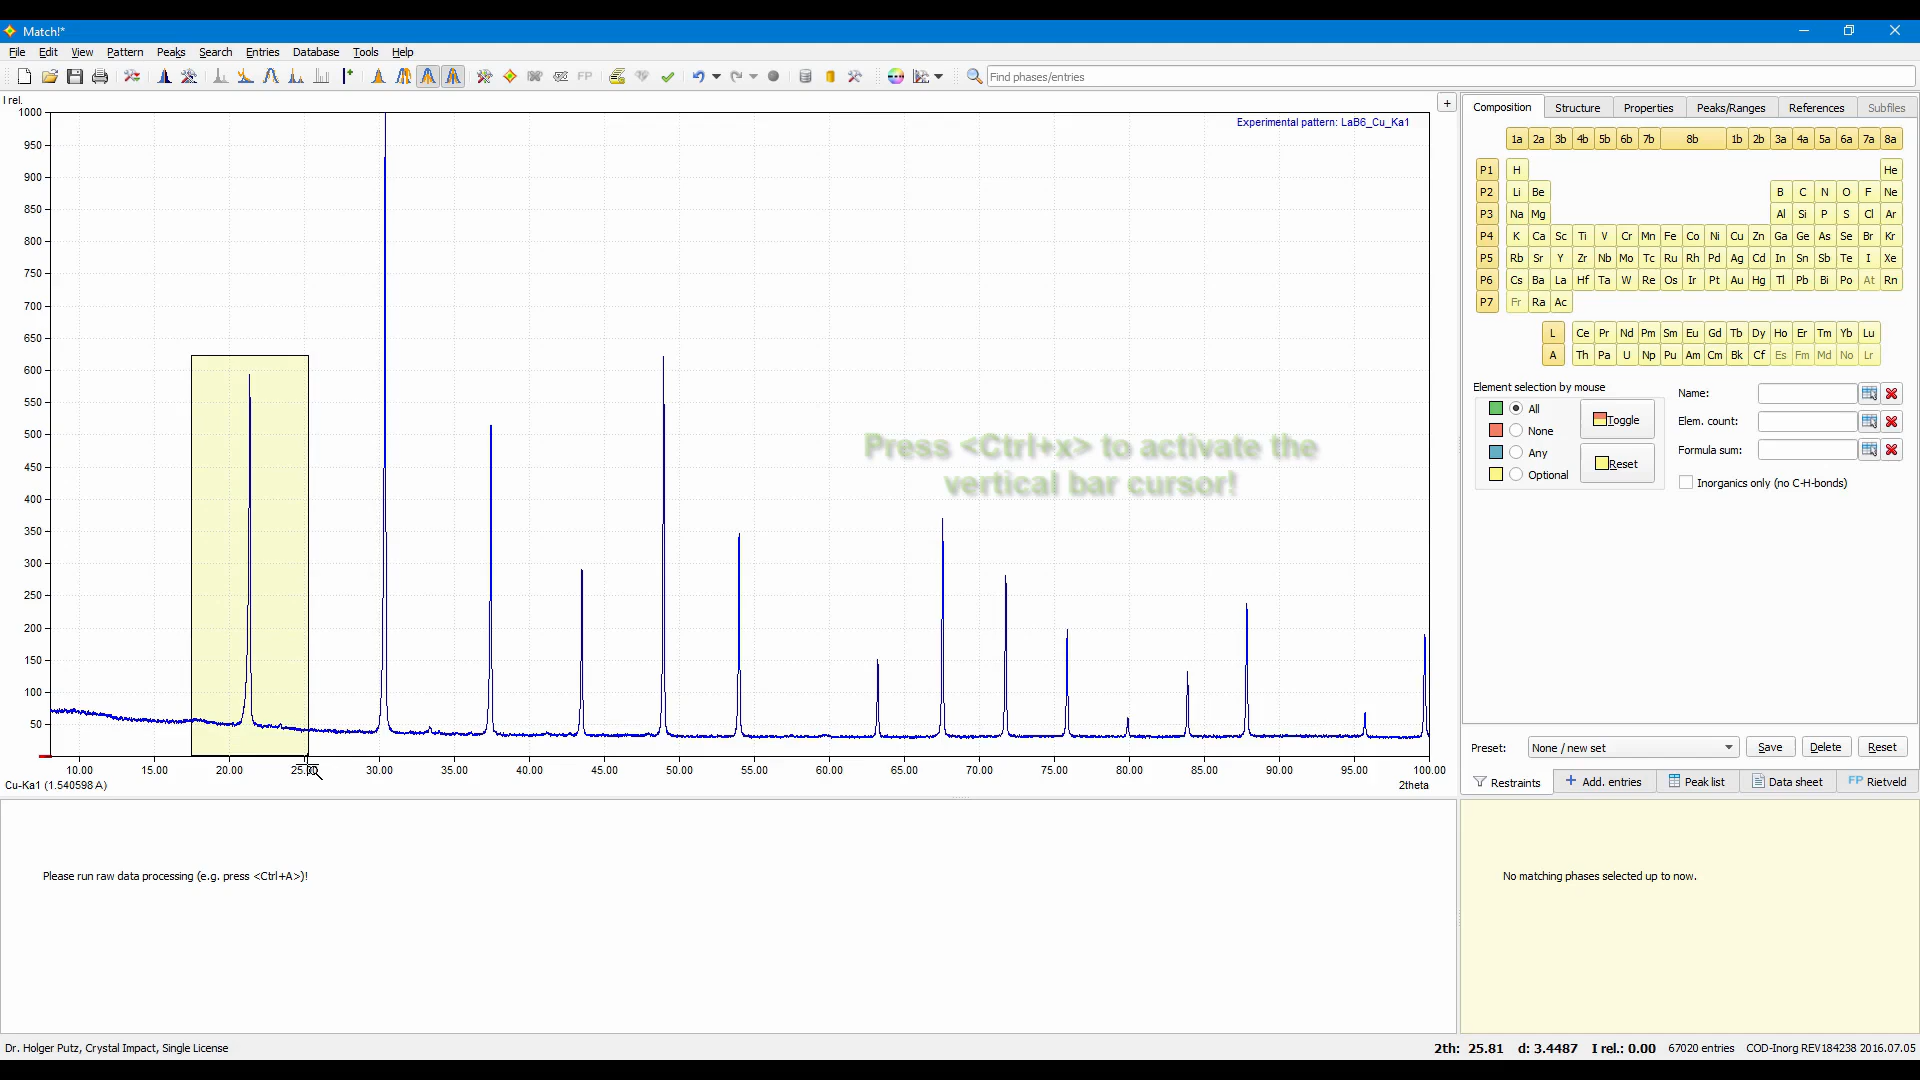 Match!*
File Edit View Pattern Peaks Search Entries Database Tools Help
FP Find phases/entries
I rel.
Experimental pattern: LaB6_Cu_Ka1
1000
950
900
850
800
750
700
650
600
550
500
450
400
350
300
250
200
150
100
50
Press <Ctrl+x> to activate the
vertical bar cursor!
10.00 15.00 20.00 25.00 30.00 35.00 40.00 45.00 50.00 55.00 60.00 65.00 70.00 75.00 80.00 85.00 90.00 95.00 100.00
Cu-Ka1 (1.540598 A) 2theta
+
Composition Structure Properties Peaks/Ranges References Subfiles
1a 2a 3b 4b 5b 6b 7b 8b 1b 2b 3a 4a 5a 6a 7a 8a
P1 H He
P2 Li Be B C N O F Ne
P3 Na Mg Al Si P S Cl Ar
P4 K Ca Sc Ti V Cr Mn Fe Co Ni Cu Zn Ga Ge As Se Br Kr
P5 Rb Sr Y Zr Nb Mo Tc Ru Rh Pd Ag Cd In Sn Sb Te I Xe
P6 Cs Ba La Hf Ta W Re Os Ir Pt Au Hg Tl Pb Bi Po At Rn
P7 Fr Ra Ac
L Ce Pr Nd Pm Sm Eu Gd Tb Dy Ho Er Tm Yb Lu
A Th Pa U Np Pu Am Cm Bk Cf Es Fm Md No Lr
Element selection by mouse
All
None
Any
Optional
Toggle
Reset
Name:
Elem. count:
Formula sum:
Inorganics only (no C-H-bonds)
Preset: None / new set Save Delete Reset
Restraints Add. entries Peak list Data sheet FP Rietveld
Please run raw data processing (e.g. press <Ctrl+A>)!
No matching phases selected up to now.
Dr. Holger Putz, Crystal Impact, Single License
2th: 25.81 d: 3.4487 I rel.: 0.00 67020 entries COD-Inorg REV184238 2016.07.05